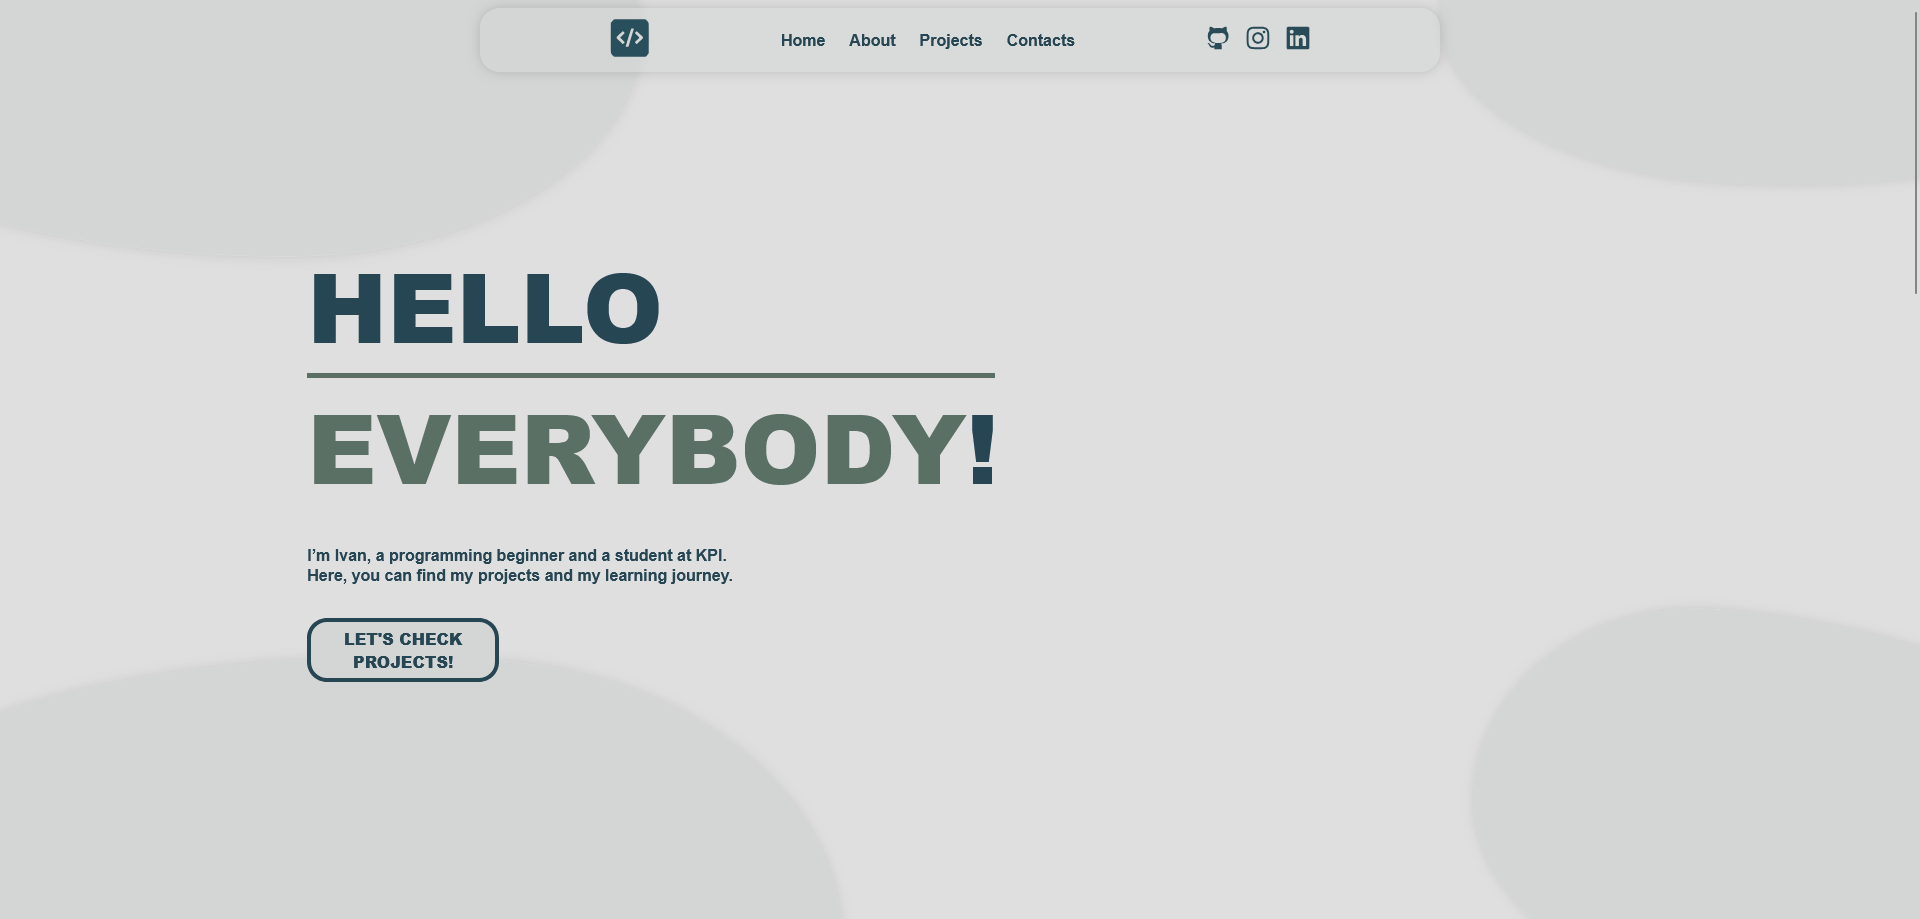 Home About Projects Contacts
HELLO
EVERYBODY!
I’m Ivan, a programming beginner and a student at KPI.
Here, you can find my projects and my learning journey.
LET'S CHECK
PROJECTS!